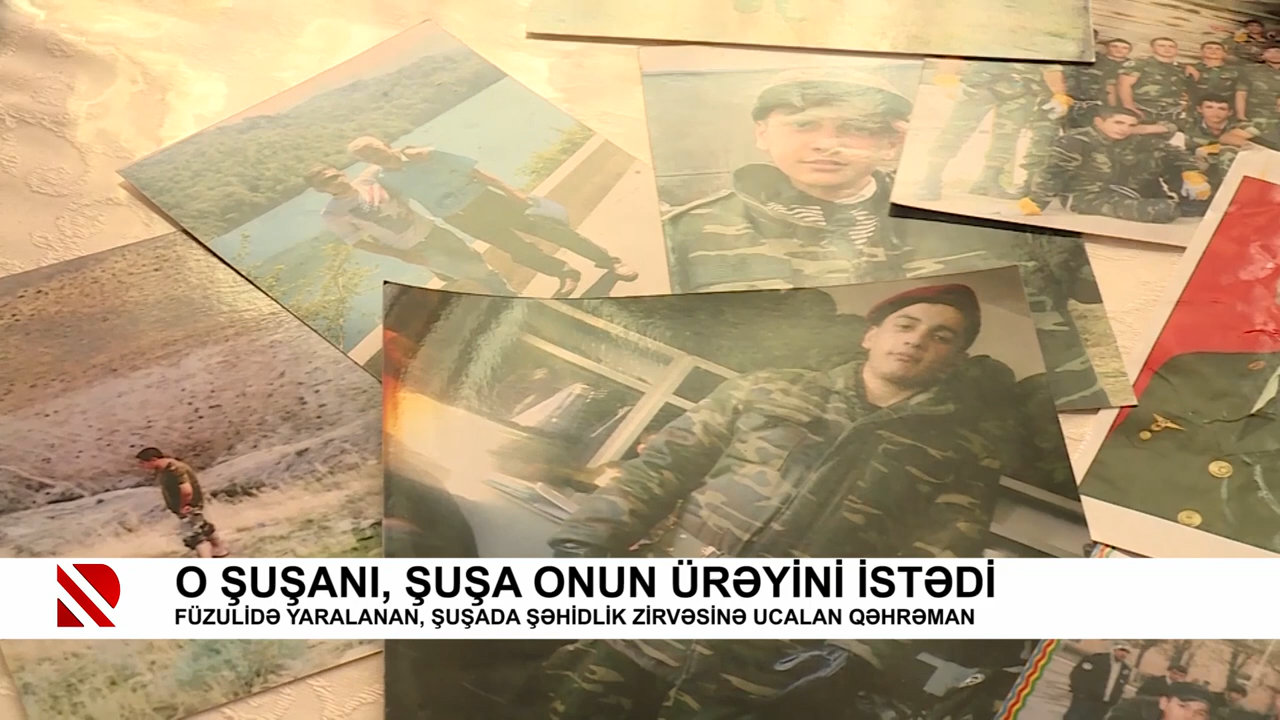 O ŞUŞANI, ŞUŞA ONUN ÜRƏYİNİ İSTƏDİ
FÜZULİDƏ YARALANAN, ŞUŞADA ŞƏHİDLİK ZİRVƏSİNƏ UCALAN QƏHRƏMAN